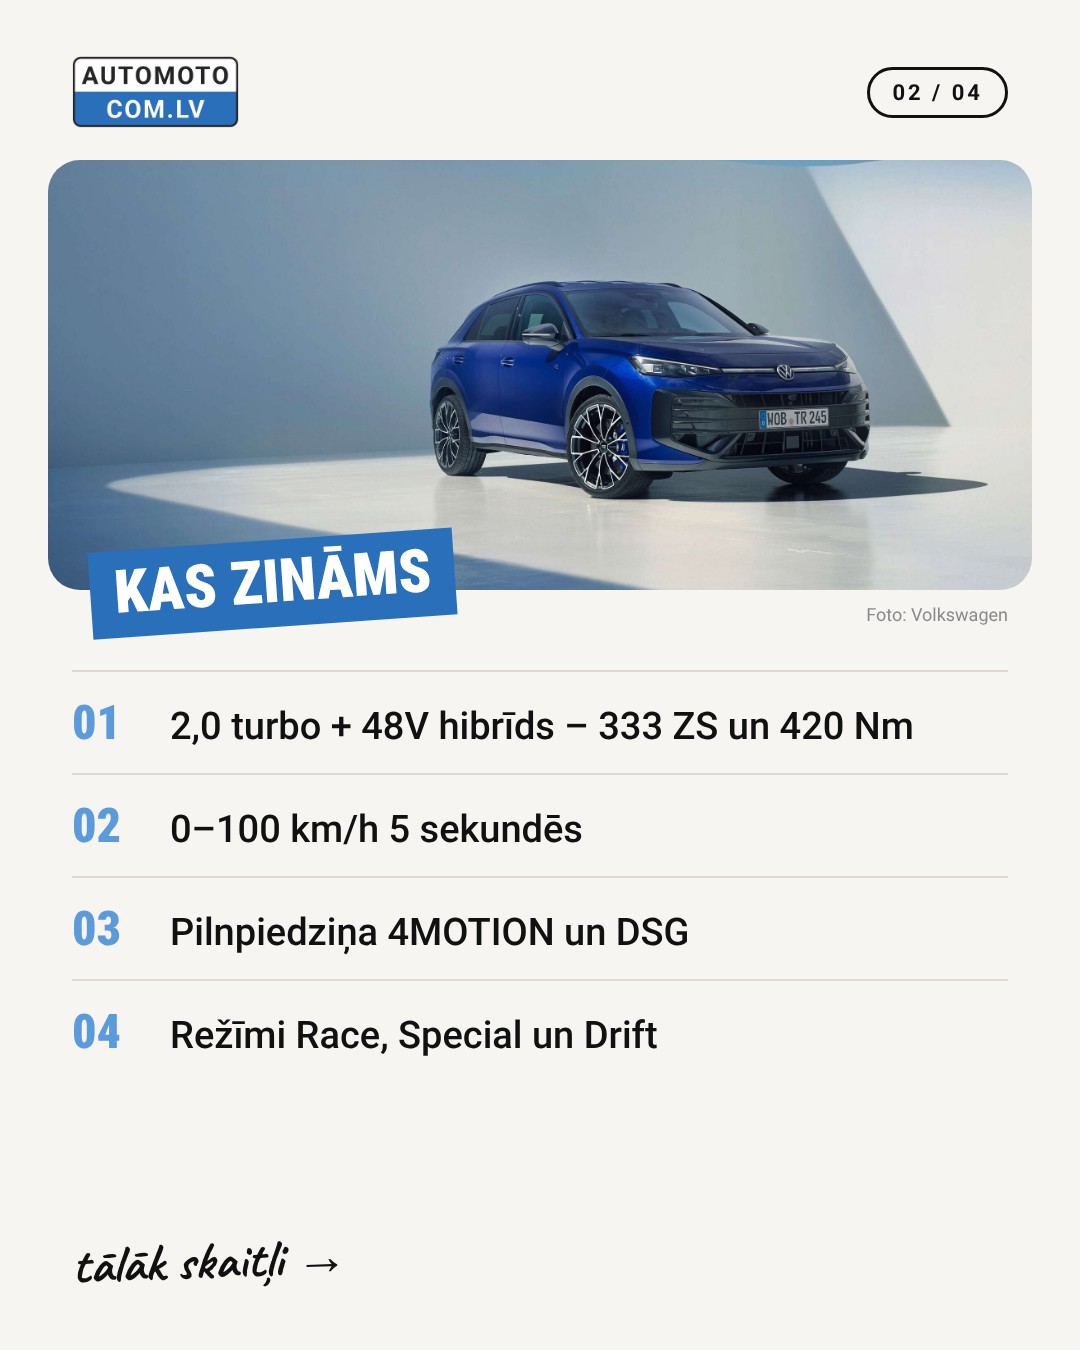 AUTOMOTO
COM.LV
02 / 04
WOB TR 245
KAS ZINĀMS
Foto: Volkswagen
01 2,0 turbo + 48V hibrīds – 333 ZS un 420 Nm
02 0–100 km/h 5 sekundēs
03 Pilnpiedziņa 4MOTION un DSG
04 Režīmi Race, Special un Drift
tālāk skaitļi →